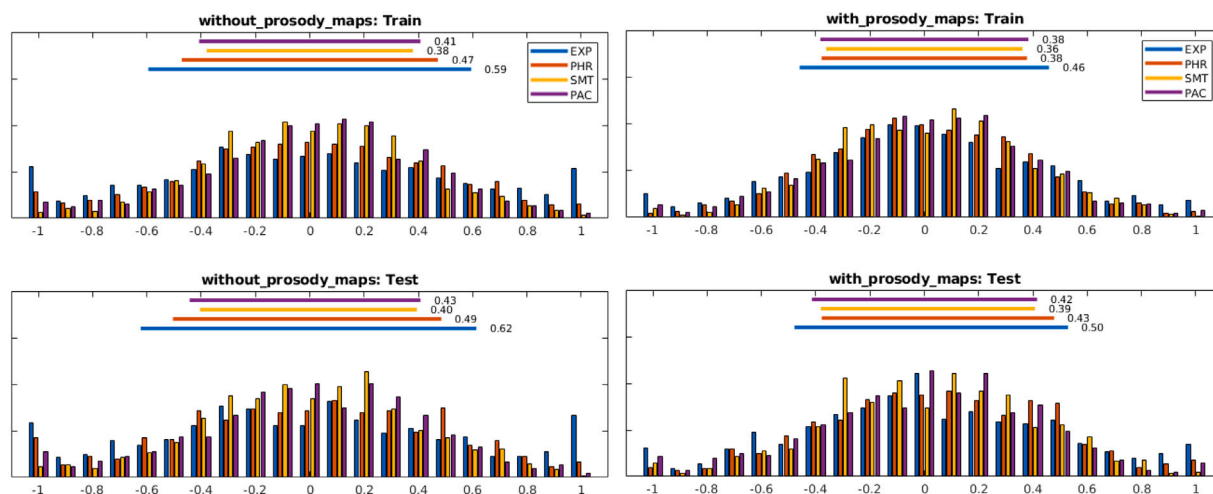 without_prosody_maps: Train
0.41
0.38
0.47
0.59
EXP
PHR
SMT
PAC
-1 -0.8 -0.6 -0.4 -0.2 0 0.2 0.4 0.6 0.8 1
with_prosody_maps: Train
0.38
0.36
0.38
0.46
EXP
PHR
SMT
PAC
-1 -0.8 -0.6 -0.4 -0.2 0 0.2 0.4 0.6 0.8 1
without_prosody_maps: Test
0.43
0.40
0.49
0.62
-1 -0.8 -0.6 -0.4 -0.2 0 0.2 0.4 0.6 0.8 1
with_prosody_maps: Test
0.42
0.39
0.43
0.50
-1 -0.8 -0.6 -0.4 -0.2 0 0.2 0.4 0.6 0.8 1